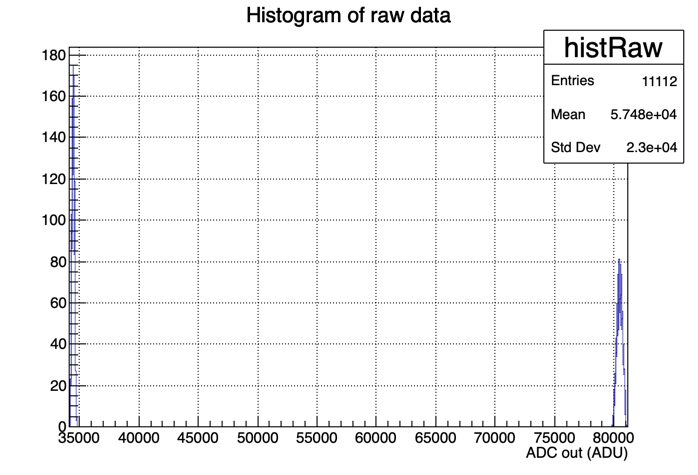 Histogram of raw data
histRaw
Entries 11112
Mean 5.748e+04
Std Dev 2.3e+04
180
160
140
120
100
80
60
40
20
0
35000 40000 45000 50000 55000 60000 65000 70000 75000 80000
ADC out (ADU)